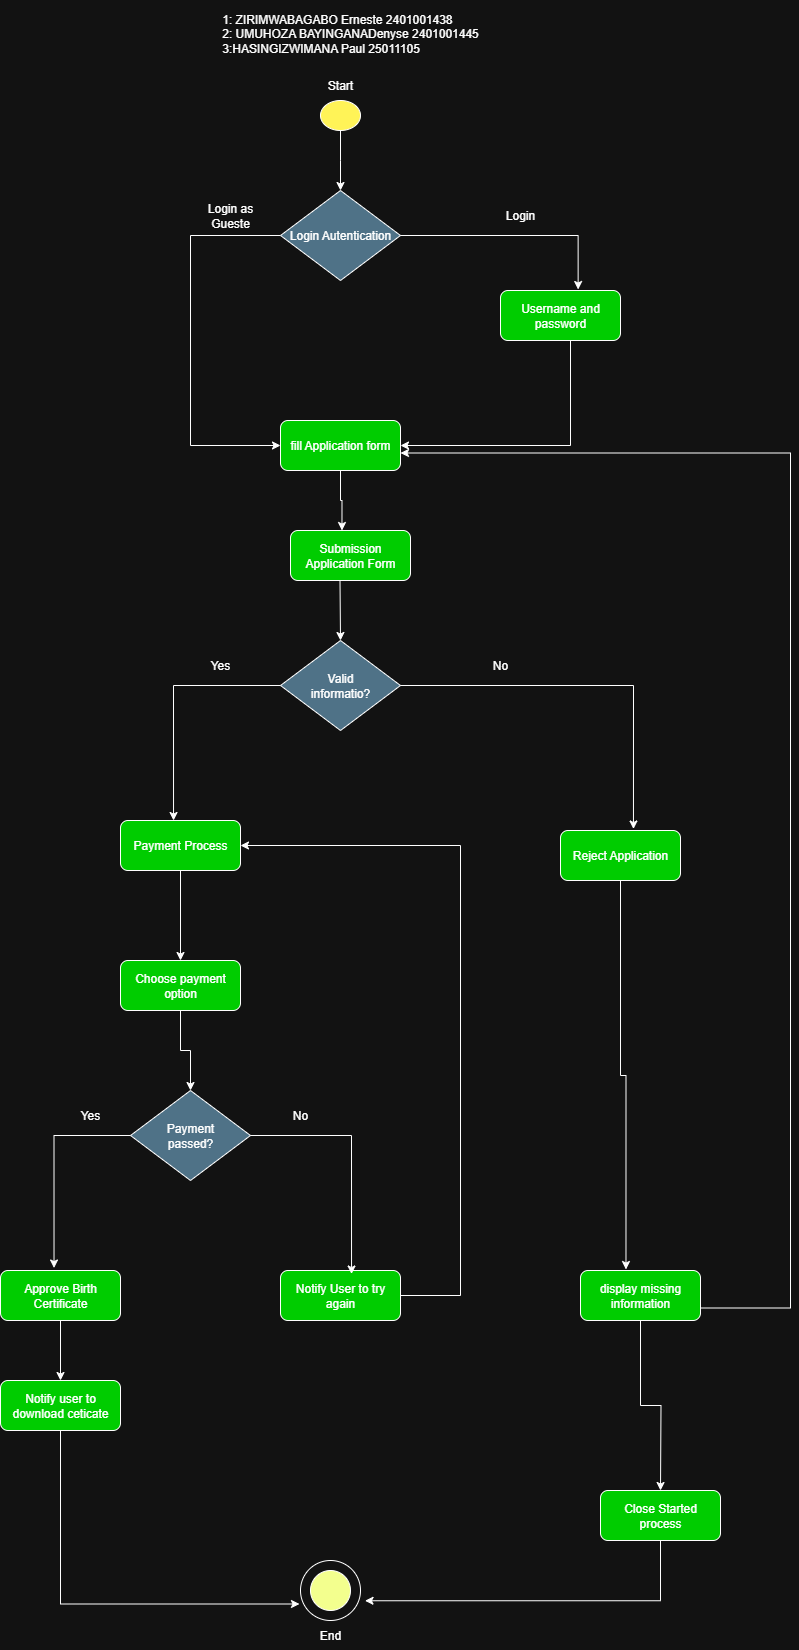 1: ZIRIMWABAGABO Erneste 2401001438
2: UMUHOZA BAYINGANADenyse 2401001445
3:HASINGIZWIMANA Paul 25011105
Start
Login as
Gueste
Login Autentication
Login
Username and
password
fill Application form
Submission
Application Form
Yes
Valid
informatio?
No
Payment Process
Reject Application
Choose payment
option
Yes
Payment
passed?
No
Approve Birth
Certificate
Notify User to try
again
display missing
information
Notify user to
download ceticate
Close Started
process
End